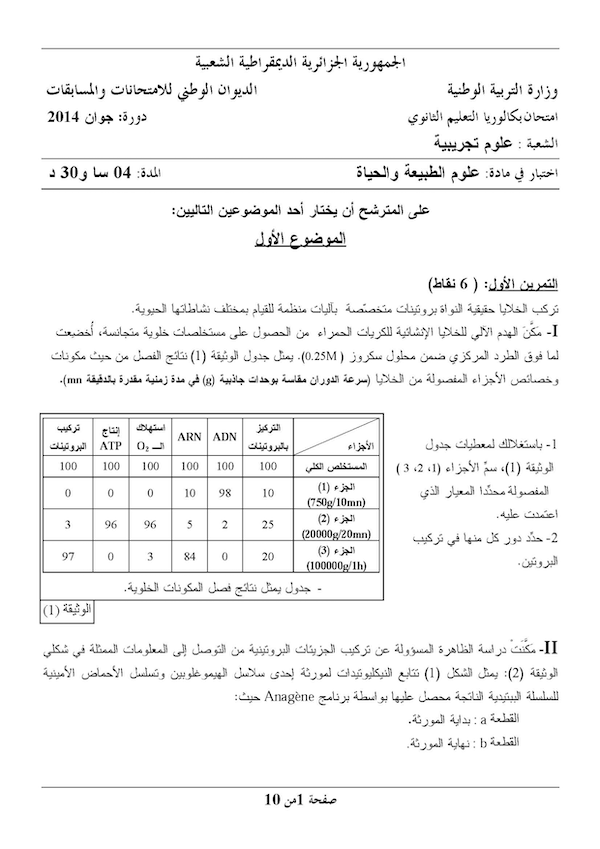 الجمهورية الجزائرية الديمقراطية الشعبية
وزارة التربية الوطنية
الديوان الوطني للامتحانات والمسابقات
امتحان بكالوريا التعليم الثانوي
دورة: جوان 2014
الشعبة : علوم تجريبية
اختبار في مادة: علوم الطبيعة والحياة
المدة: 04 سا و30 د
على المترشح أن يختار أحد الموضوعين التاليين:
الموضوع الأول
التمرين الأول: ( 6 نقاط)
تركب الخلايا حقيقية النواة بروتينات متخصّصة بآليات منظمة للقيام بمختلف نشاطاتها الحيوية.
I- مَكَّنَ الهدم الآلي للخلايا الإنشائية للكريات الحمراء من الحصول على مستخلصات خلوية متجانسة، أُخضعت
لما فوق الطرد المركزي ضمن محلول سكروز (0.25M). يمثل جدول الوثيقة (1) نتائج الفصل من حيث مكونات
وخصائص الأجزاء المفصولة من الخلايا (سرعة الدوران مقاسة بوحدات جاذبية (g) في مدة زمنية مقدرة بالدقيقة mn).
1- باستغلالك لمعطيات جدول
الوثيقة (1)، سمِّ الأجزاء (1، 2، 3 )
المفصولة محدّدا المعيار الذي
اعتمدت عليه.
2- حدِّد دور كل منها في تركيب
البروتين.
الأجزاء | التركيز بالبروتينات | ADN | ARN | استهلاك الـ O2 | إنتاج ATP | تركيب البروتينات
المستخلص الكلي | 100 | 100 | 100 | 100 | 100 | 100
الجزء (1) (750g/10mn) | 10 | 98 | 10 | 0 | 0 | 0
الجزء (2) (20000g/20mn) | 25 | 2 | 5 | 96 | 96 | 3
الجزء (3) (100000g/1h) | 20 | 0 | 84 | 3 | 0 | 97
- جدول يمثل نتائج فصل المكونات الخلوية.
الوثيقة (1)
II- مَكَّنَتْ دراسة الظاهرة المسؤولة عن تركيب الجزيئات البروتينية من التوصل إلى المعلومات الممثلة في شكلي
الوثيقة (2): يمثل الشكل (1) تتابع النيكليوتيدات لمورثة إحدى سلاسل الهيموغلوبين وتسلسل الأحماض الأمينية
للسلسلة الببتيدية الناتجة محصل عليها بواسطة برنامج Anagène حيث:
القطعة a : بداية المورثة.
القطعة b : نهاية المورثة.
صفحة 1من 10